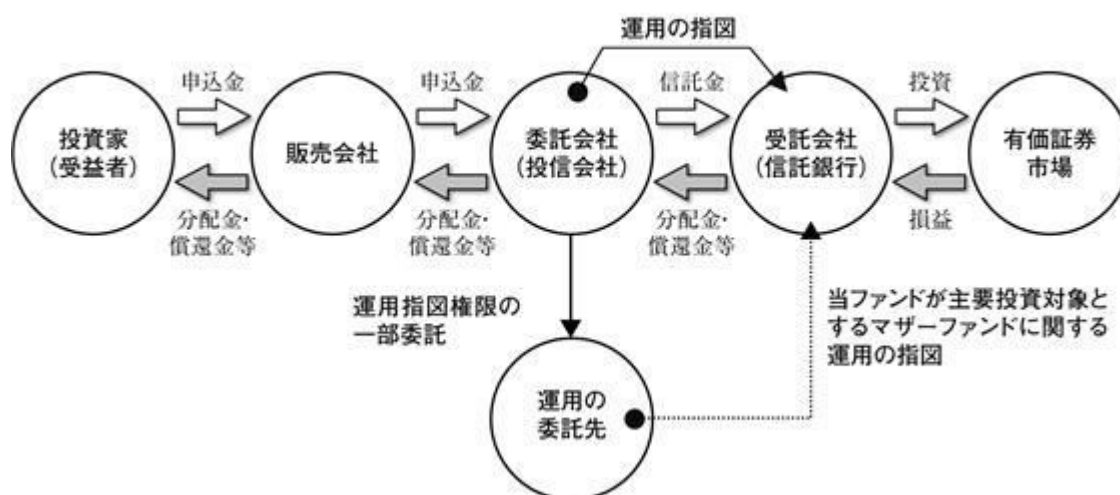 運用の指図
申込金
申込金
信託金
投資
投資家
(受益者)
販売会社
委託会社
(投信会社)
受託会社
(信託銀行)
有価証券
市場
分配金・
償還金等
分配金・
償還金等
分配金・
償還金等
損益
運用指図権限の
一部委託
当ファンドが主要投資対象と
するマザーファンドに関する
運用の指図
運用の
委託先